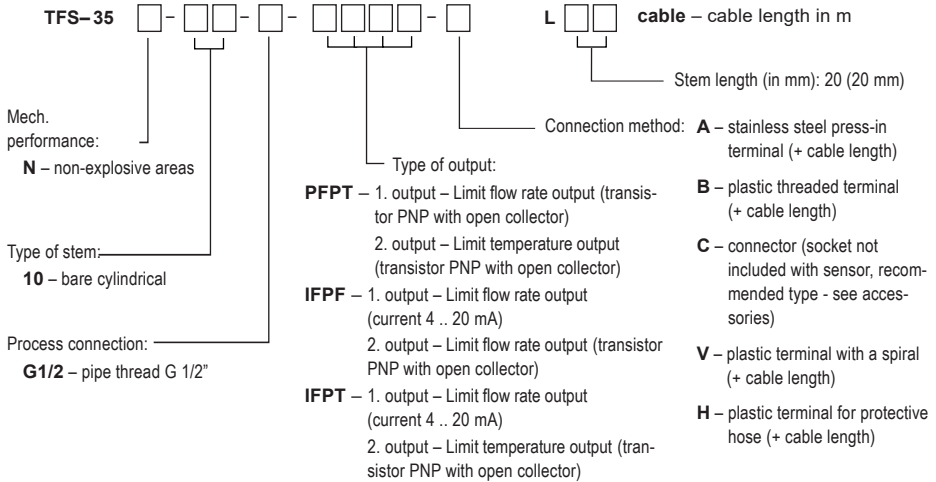 TFS–35 – – – – L cable – cable length in m
Stem length (in mm): 20 (20 mm)
Mech.
performance:
N – non-explosive areas
Type of stem:
10 – bare cylindrical
Process connection:
G1/2 – pipe thread G 1/2"
Type of output:
PFPT – 1. output – Limit flow rate output (transis-
tor PNP with open collector)
2. output – Limit temperature output
(transistor PNP with open collector)
IFPF – 1. output – Limit flow rate output
(current 4 .. 20 mA)
2. output – Limit flow rate output (transistor
PNP with open collector)
IFPT – 1. output – Limit flow rate output
(current 4 .. 20 mA)
2. output – Limit temperature output (tran-
sistor PNP with open collector)
Connection method:
A – stainless steel press-in
terminal (+ cable length)
B – plastic threaded terminal
(+ cable length)
C – connector (socket not
included with sensor, recom-
mended type - see acces-
sories)
V – plastic terminal with a spiral
(+ cable length)
H – plastic terminal for protective
hose (+ cable length)